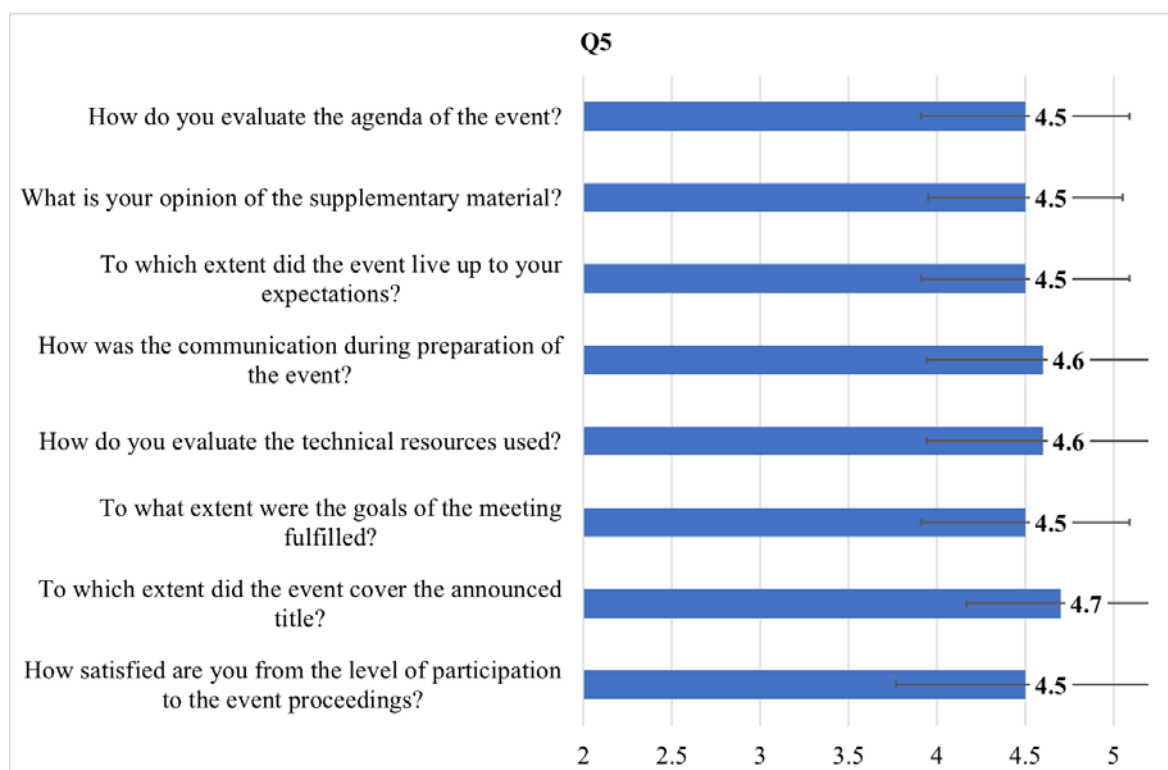 Q5
How do you evaluate the agenda of the event?
4.5
What is your opinion of the supplementary material?
4.5
To which extent did the event live up to your
expectations?
4.5
How was the communication during preparation of
the event?
4.6
How do you evaluate the technical resources used?
4.6
To what extent were the goals of the meeting
fulfilled?
4.5
To which extent did the event cover the announced
title?
4.7
How satisfied are you from the level of participation
to the event proceedings?
4.5
2 2.5 3 3.5 4 4.5 5